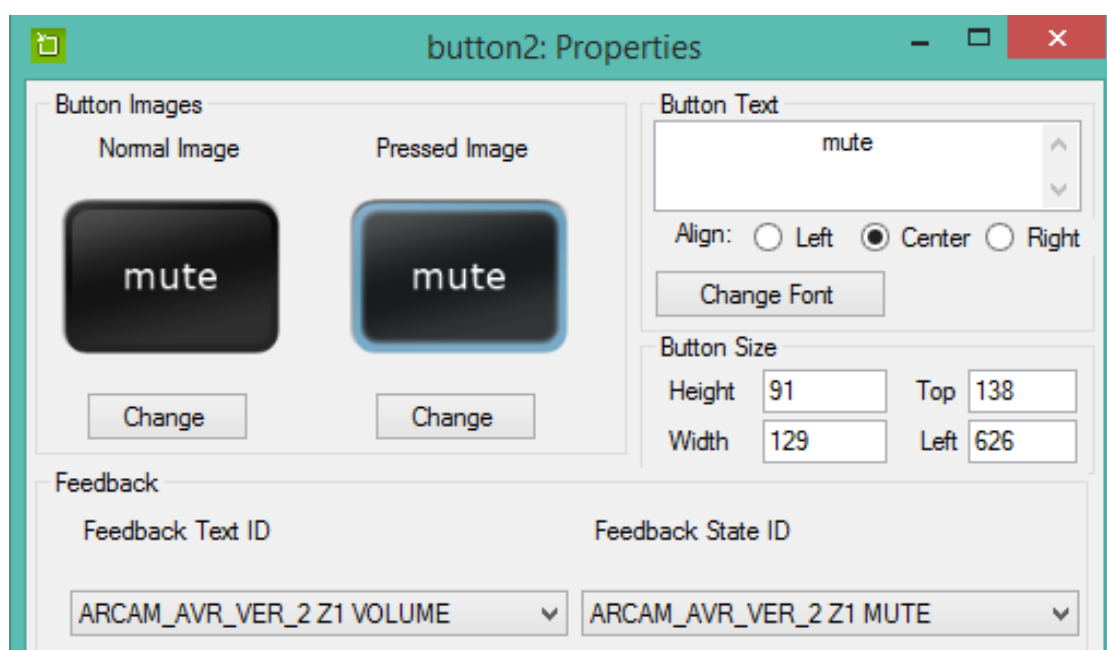 button2: Properties
Button Images
Normal Image Pressed Image
mute mute
Change Change
Button Text
mute
Align: Left Center Right
Change Font
Button Size
Height 91 Top 138
Width 129 Left 626
Feedback
Feedback Text ID Feedback State ID
ARCAM_AVR_VER_2 Z1 VOLUME ARCAM_AVR_VER_2 Z1 MUTE